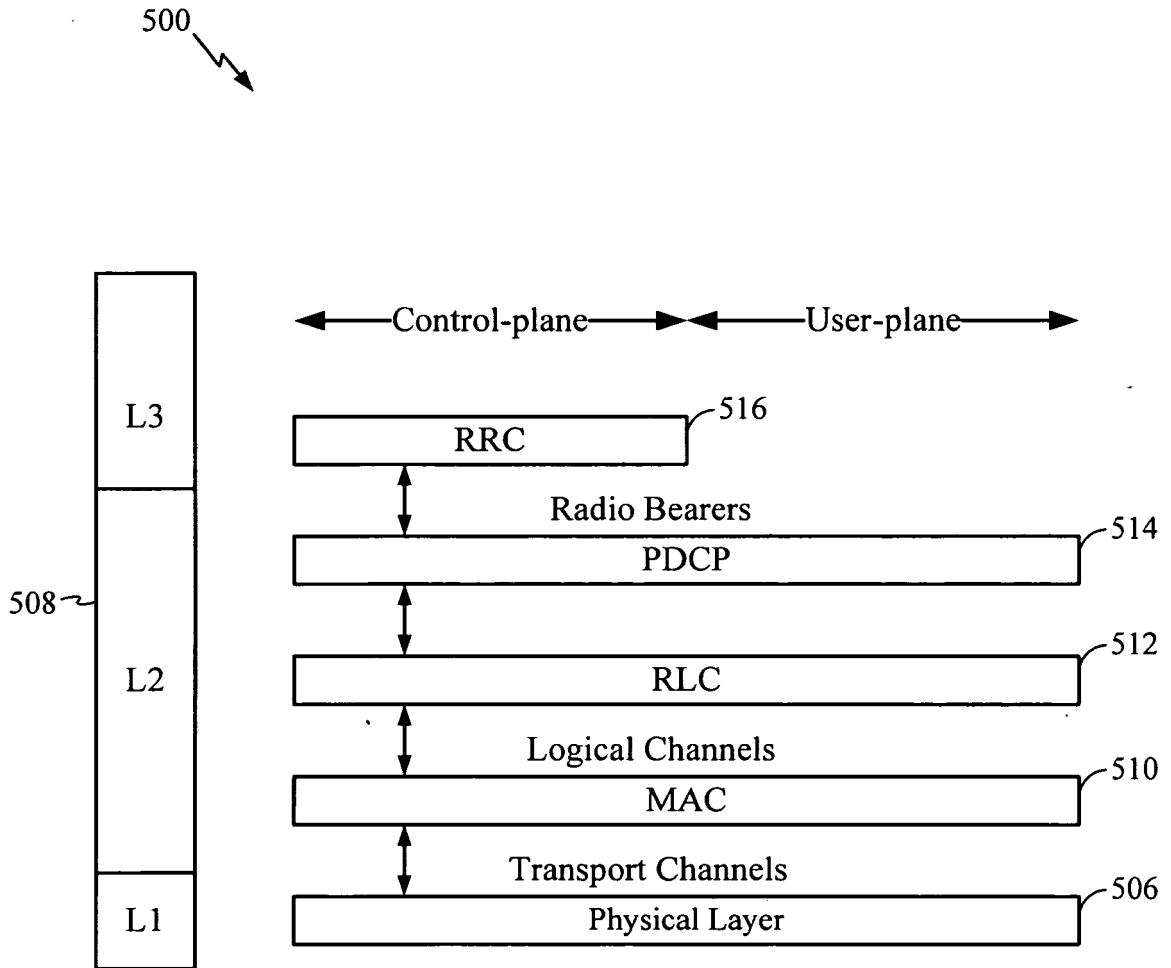 500
Control-plane
User-plane
L3
516
RRC
Radio Bearers
514
PDCP
508
512
L2
RLC
Logical Channels
510
MAC
Transport Channels
506
L1
Physical Layer